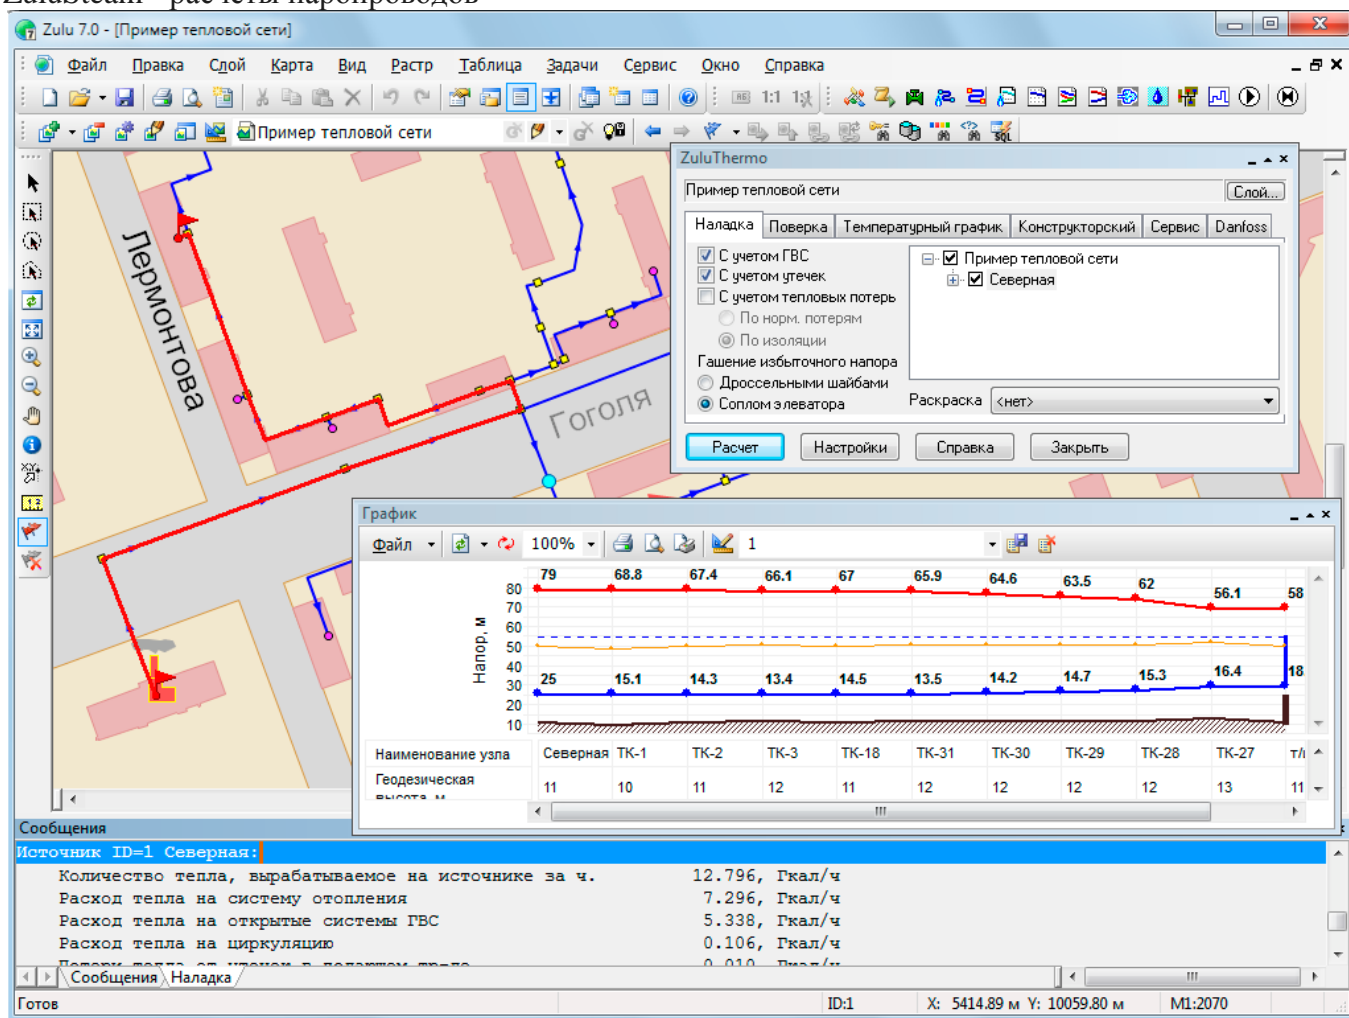 ZuluSteam - расчеты паропроводов
Zulu 7.0 - [Пример тепловой сети]
Файл Правка Слой Карта Вид Растр Таблица Задачи Сервис Окно Справка
1:1
Пример тепловой сети
SQL
Лермонтова
Гоголя
ZuluThermo
Пример тепловой сети Слой...
Наладка Поверка Температурный график Конструкторский Сервис Danfoss
С учетом ГВС
С учетом утечек
С учетом тепловых потерь
По норм. потерям
По изоляции
Гашение избыточного напора
Дроссельными шайбами
Соплом элеватора
Пример тепловой сети
Северная
Раскраска <нет>
Расчет Настройки Справка Закрыть
График
Файл 100% 1
Напор, м
80
70
60
50
40
30
20
10
79 68.8 67.4 66.1 67 65.9 64.6 63.5 62 56.1 58
25 15.1 14.3 13.4 14.5 13.5 14.2 14.7 15.3 16.4 18
Наименование узла Северная ТК-1 ТК-2 ТК-3 ТК-18 ТК-31 ТК-30 ТК-29 ТК-28 ТК-27
Геодезическая
высота, м
11 10 11 12 11 12 12 12 12 13 11
Сообщения
Источник ID=1 Северная:
Количество тепла, вырабатываемое на источнике за ч. 12.796, Гкал/ч
Расход тепла на систему отопления 7.296, Гкал/ч
Расход тепла на открытые системы ГВС 5.338, Гкал/ч
Расход тепла на циркуляцию 0.106, Гкал/ч
Сообщения Наладка
Готов ID:1 X: 5414.89 м Y: 10059.80 м М1:2070